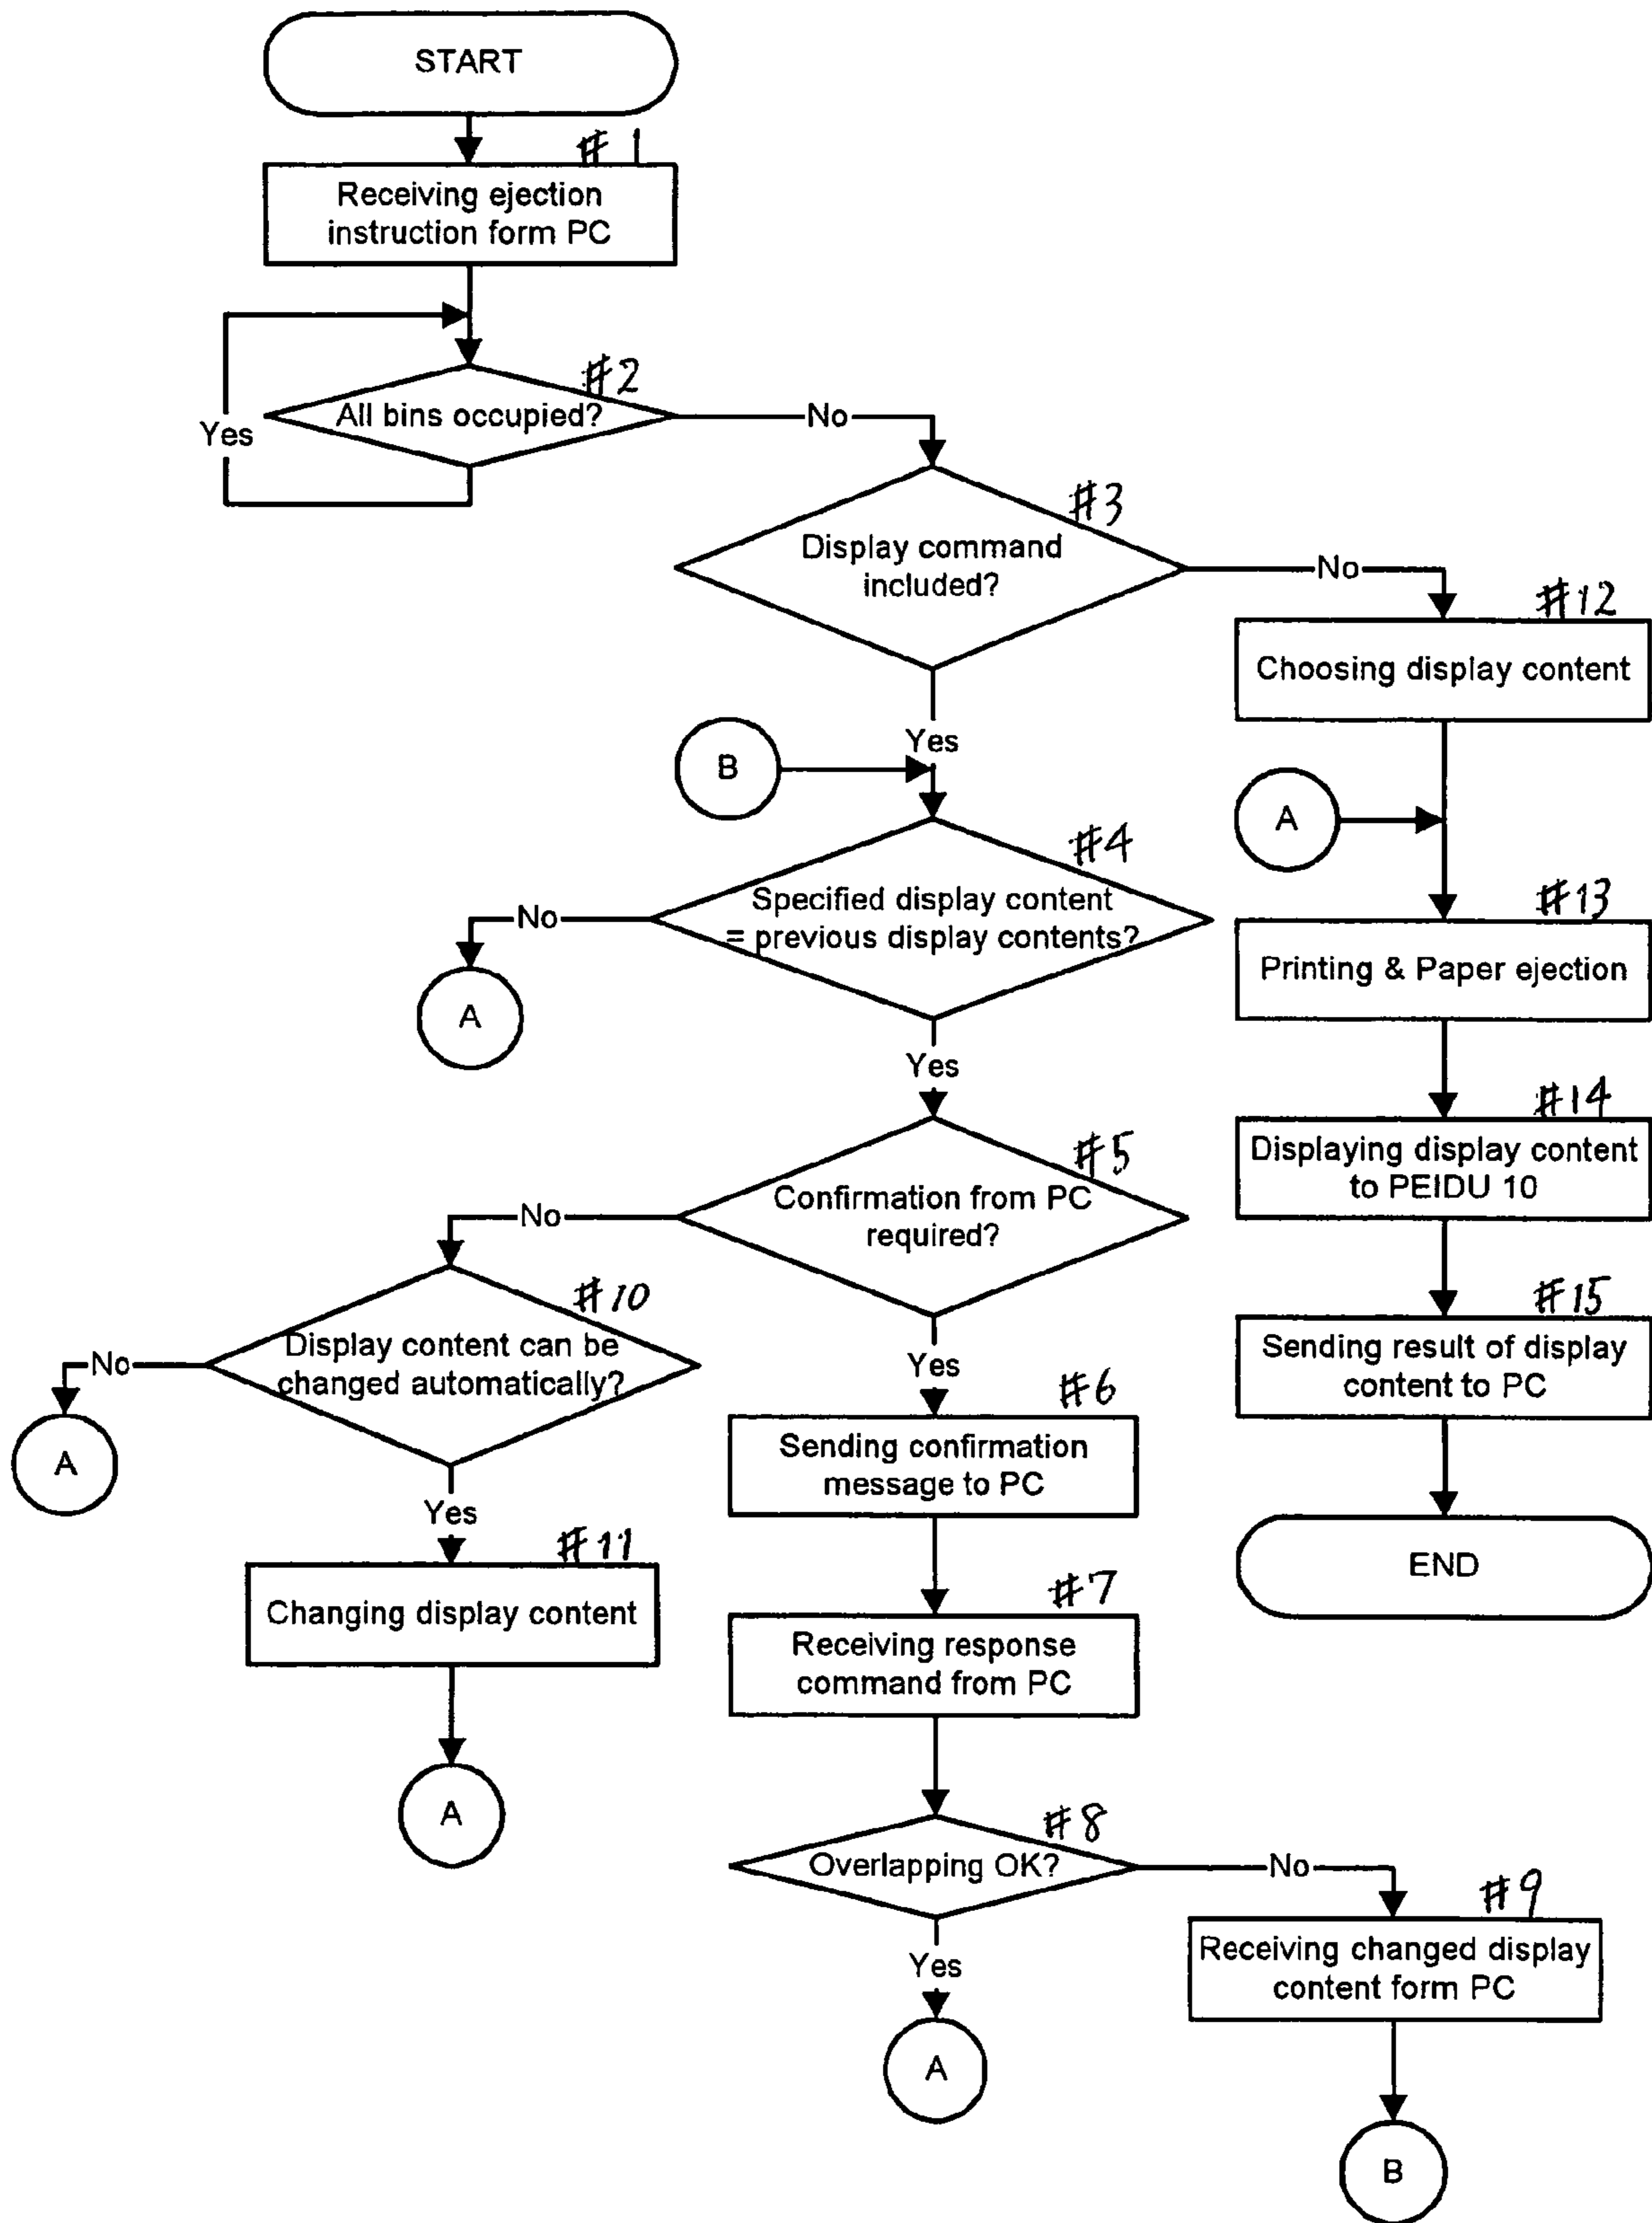 START
#1
Receiving ejection
instruction form PC
#2
All bins occupied?
Yes
No
#3
Display command
included?
No
Yes
#12
Choosing display content
B
A
#4
Specified display content
= previous display contents?
No
A
Yes
#13
Printing & Paper ejection
#14
Displaying display content
to PEIDU 10
#5
Confirmation from PC
required?
No
Yes
#15
Sending result of display
content to PC
END
#10
Display content can be
changed automatically?
No
A
Yes
#11
Changing display content
A
#6
Sending confirmation
message to PC
#7
Receiving response
command from PC
#8
Overlapping OK?
No
Yes
A
#9
Receiving changed display
content form PC
B